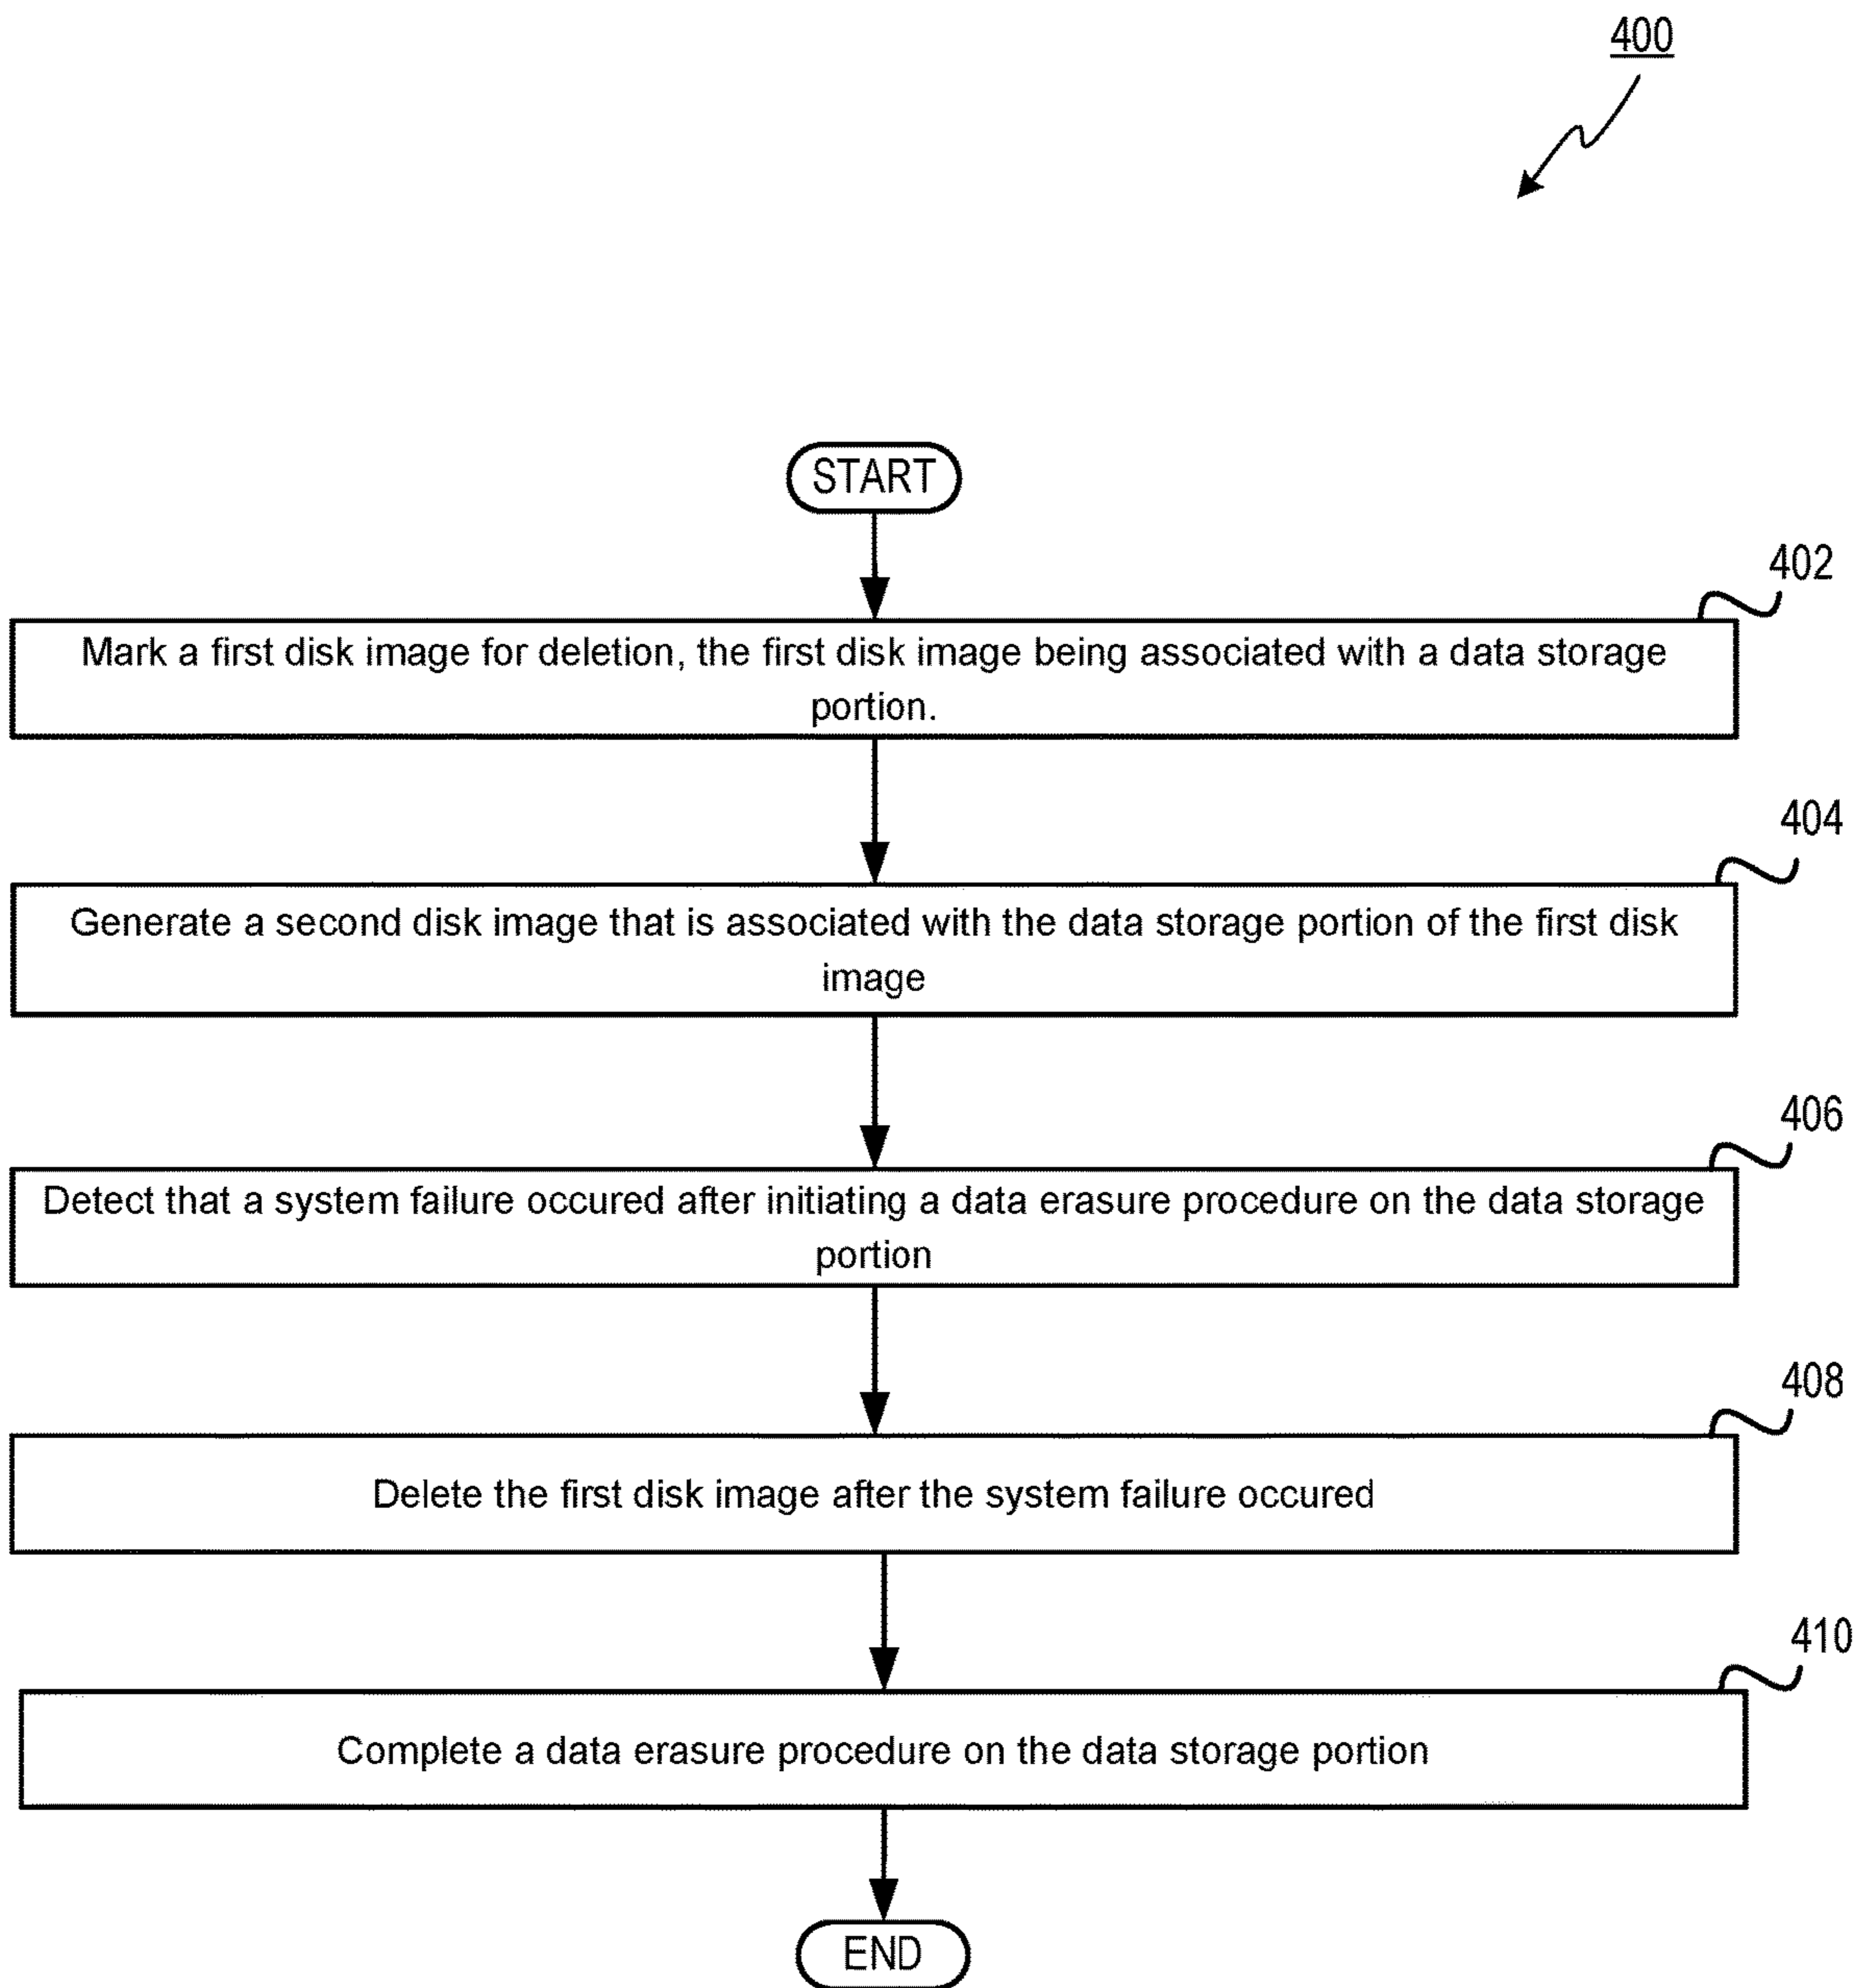 400
START
402
Mark a first disk image for deletion, the first disk image being associated with a data storage
portion.
404
Generate a second disk image that is associated with the data storage portion of the first disk
image
406
Detect that a system failure occured after initiating a data erasure procedure on the data storage
portion
408
Delete the first disk image after the system failure occured
410
Complete a data erasure procedure on the data storage portion
END